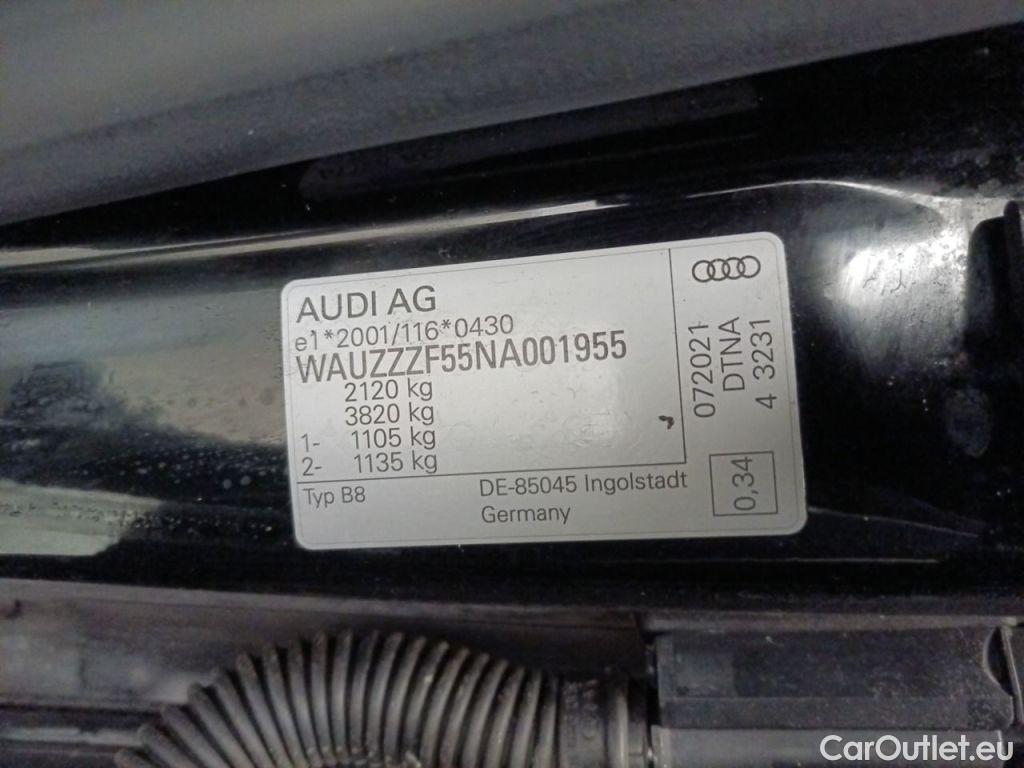 AUDI AG
e1*2001/116*0430
WAUZZZF55NA001955
2120 kg
3820 kg
1- 1105 kg
2- 1135 kg
Typ B8
DE-85045 Ingolstadt
Germany
072021
DTNA
4 3231
0,34
CarOutlet.eu